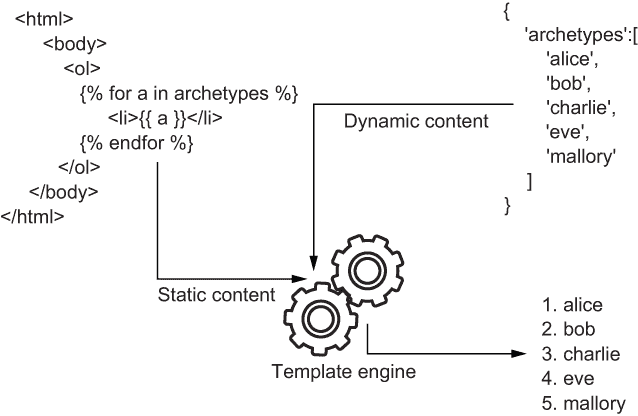 <html>
<body>
<ol>
{% for a in archetypes %}
<li>{{ a }}</li>
{% endfor %}
</ol>
</body>
</html>
{
'archetypes':[
'alice',
'bob',
'charlie',
'eve',
'mallory'
]
}
Dynamic content
Static content
Template engine
1. alice
2. bob
3. charlie
4. eve
5. mallory